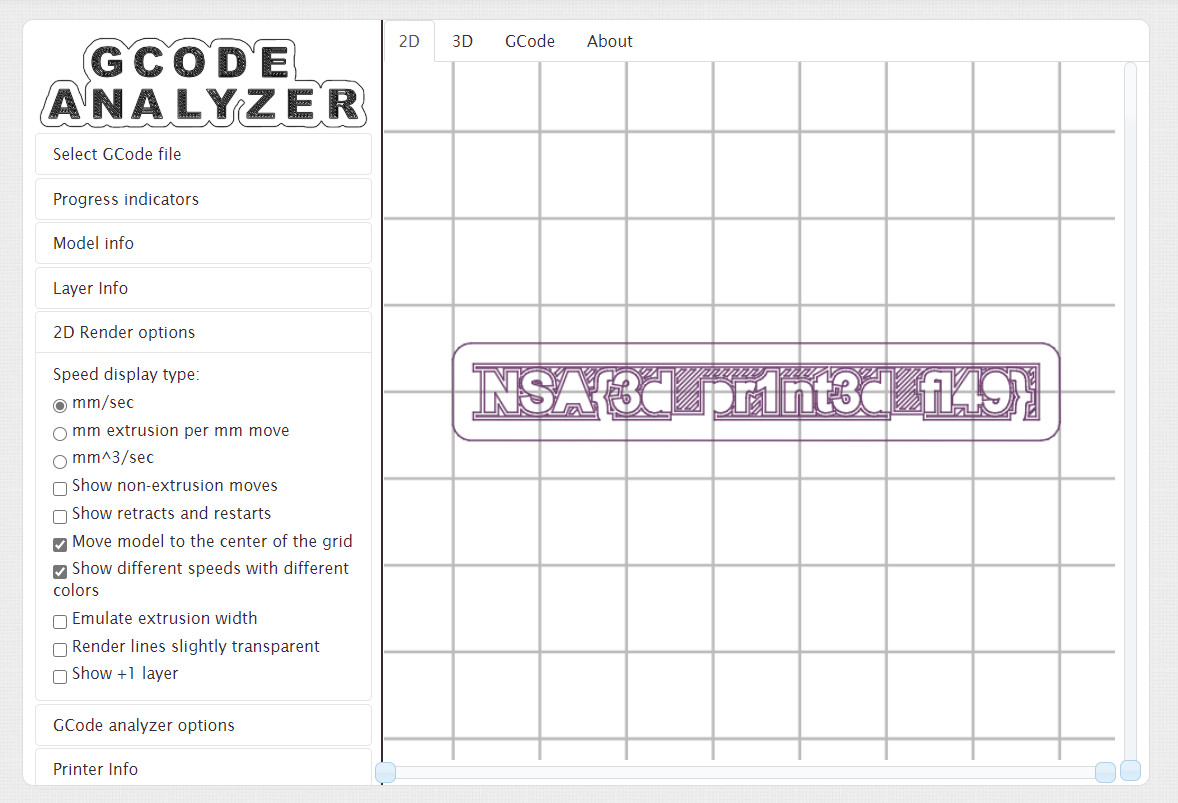 GCODE
ANALYZER
2D 3D GCode About
Select GCode file
Progress indicators
Model info
Layer Info
2D Render options
Speed display type:
mm/sec
mm extrusion per mm move
mm^3/sec
Show non-extrusion moves
Show retracts and restarts
Move model to the center of the grid
Show different speeds with different
colors
Emulate extrusion width
Render lines slightly transparent
Show +1 layer
GCode analyzer options
Printer Info
NSA{3d_pr1nt3d_fl49}